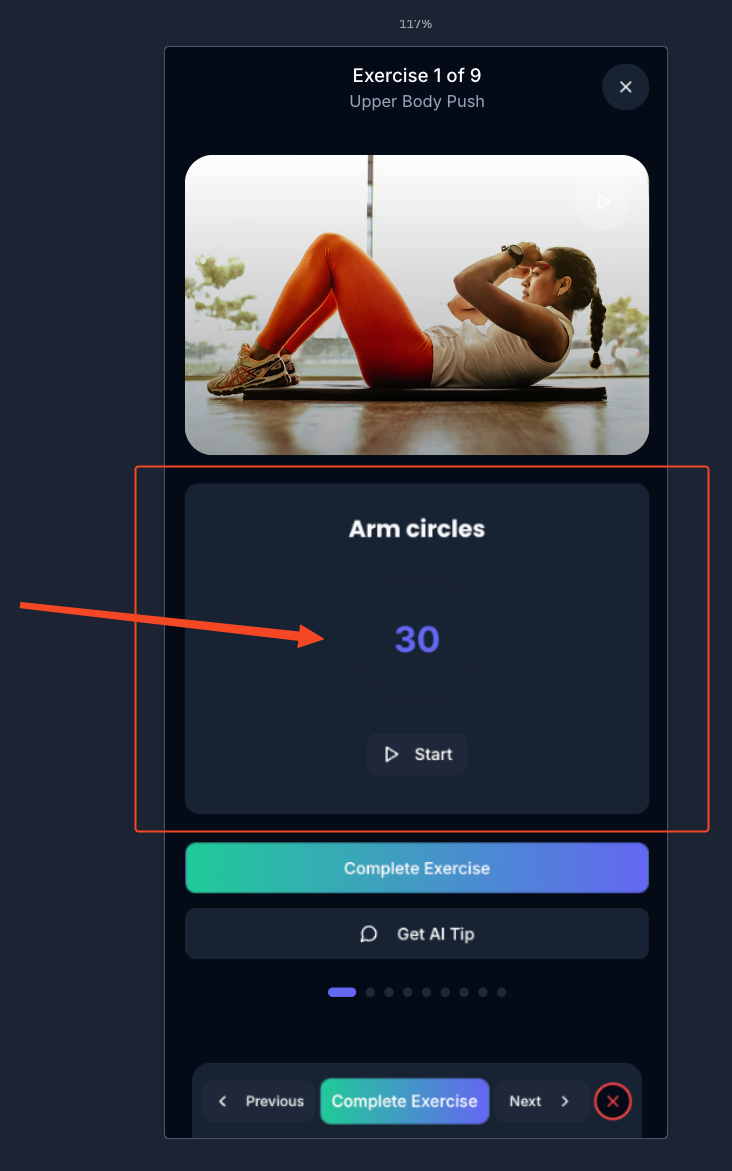 117%
Exercise 1 of 9
Upper Body Push
Arm circles
30
Start
Complete Exercise
Get AI Tip
Previous
Complete Exercise
Next